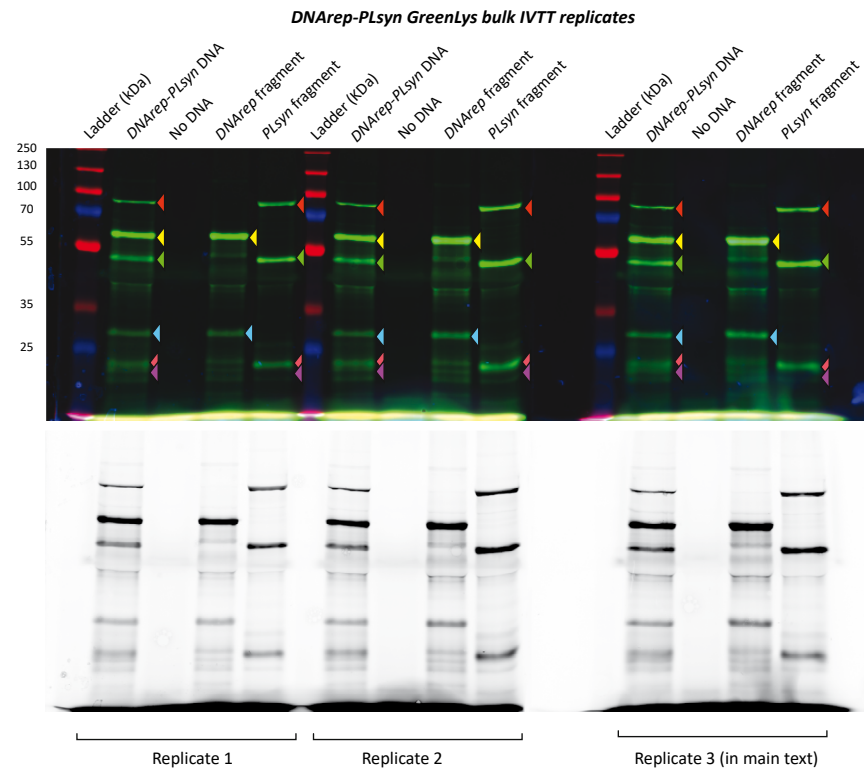 DNArep-PLsyn GreenLys bulk IVTT replicates
Ladder (KDa)
DNArep-PLsyn DNA
No DNA
DNArep fragment
PLsyn fragment
Ladder (KDa)
DNArep-PLsyn DNA
No DNA
DNArep fragment
PLsyn fragment
Ladder (KDa)
DNArep-PLsyn DNA
No DNA
DNArep fragment
PLsyn fragment
250
130
100
70
55
35
25
Replicate 1
Replicate 2
Replicate 3 (in main text)